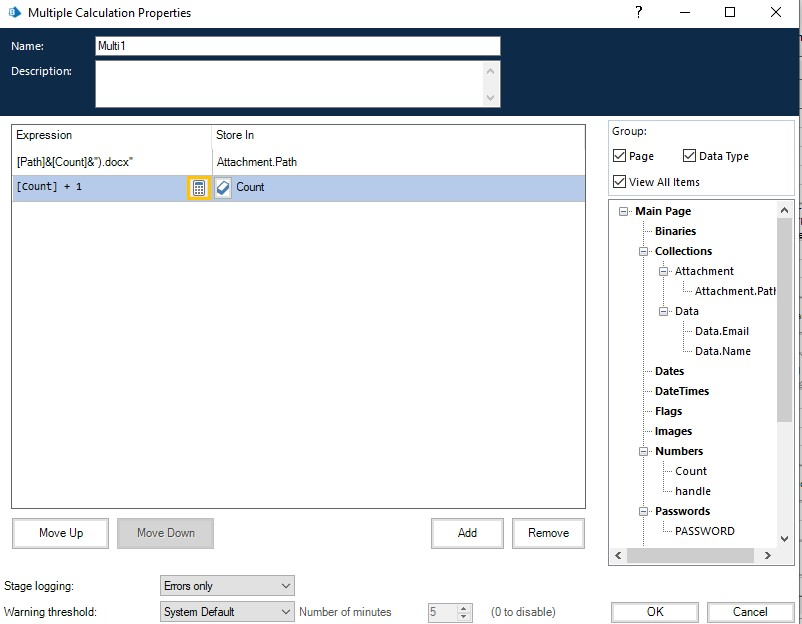 Multiple Calculation Properties ?
Name: Multi1
Description:
Expression Store In
[Path]&[Count]&").docx" Attachment.Path
[Count] + 1 Count
Move Up Move Down Add Remove
Group:
Page Data Type
View All Items
Main Page
Binaries
Collections
Attachment
Attachment.Path
Data
Data.Email
Data.Name
Dates
DateTimes
Flags
Images
Numbers
Count
handle
Passwords
PASSWORD
Stage logging: Errors only
Warning threshold: System Default Number of minutes 5 (0 to disable)
OK Cancel